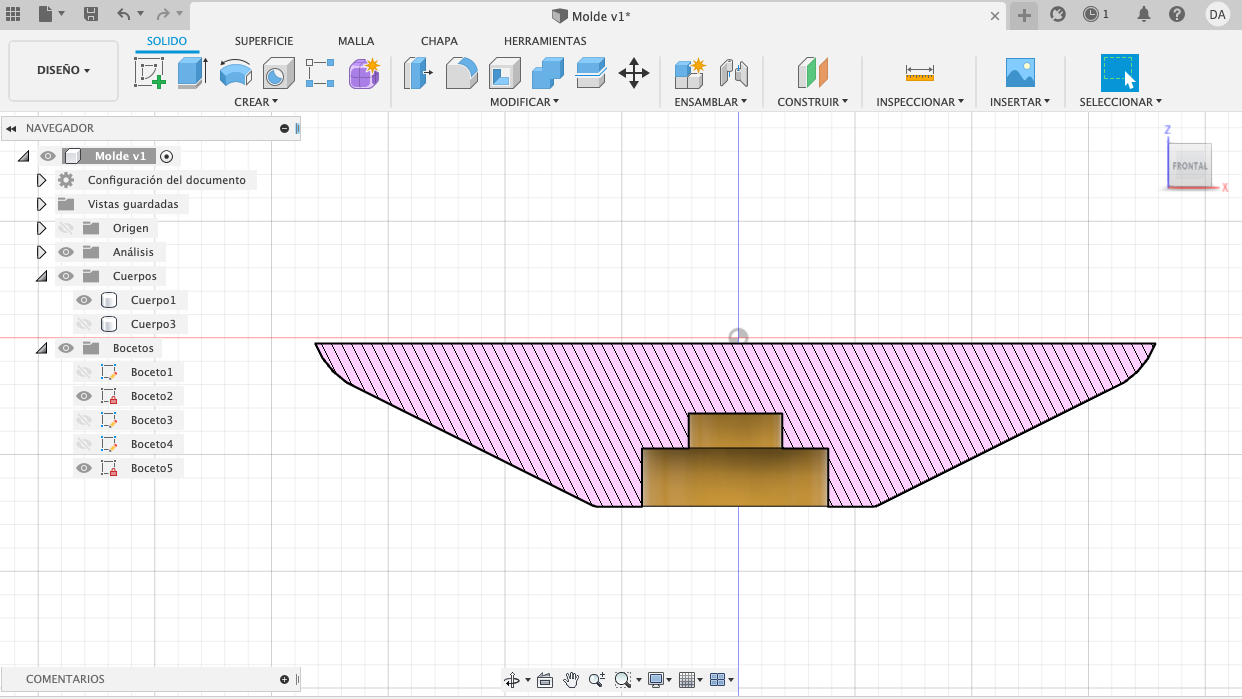 Molde v1*
1
DA
DISEÑO
SOLIDO SUPERFICIE MALLA CHAPA HERRAMIENTAS
CREAR MODIFICAR ENSAMBLAR CONSTRUIR INSPECCIONAR INSERTAR SELECCIONAR
NAVEGADOR
Molde v1
Configuración del documento
Vistas guardadas
Origen
Análisis
Cuerpos
Cuerpo1
Cuerpo3
Bocetos
Boceto1
Boceto2
Boceto3
Boceto4
Boceto5
Z
FRONTAL
X
COMENTARIOS